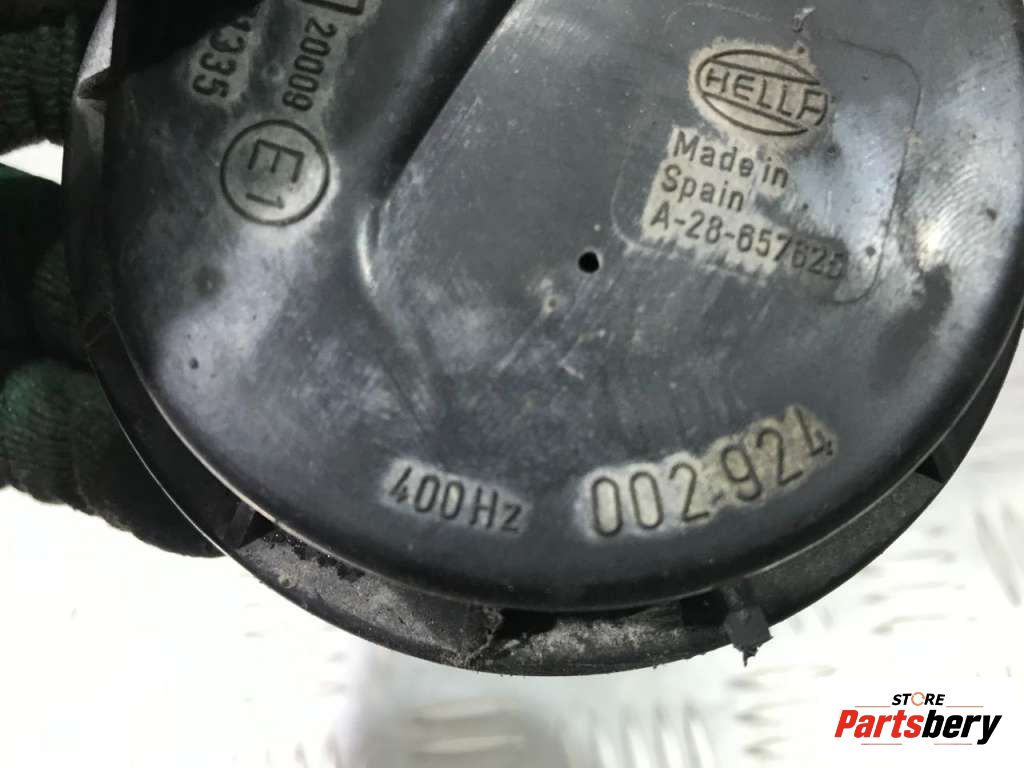 20009
1335
E1
HELLA
Made in
Spain
A-28-657625
400Hz
002-924
STORE
Partsbery